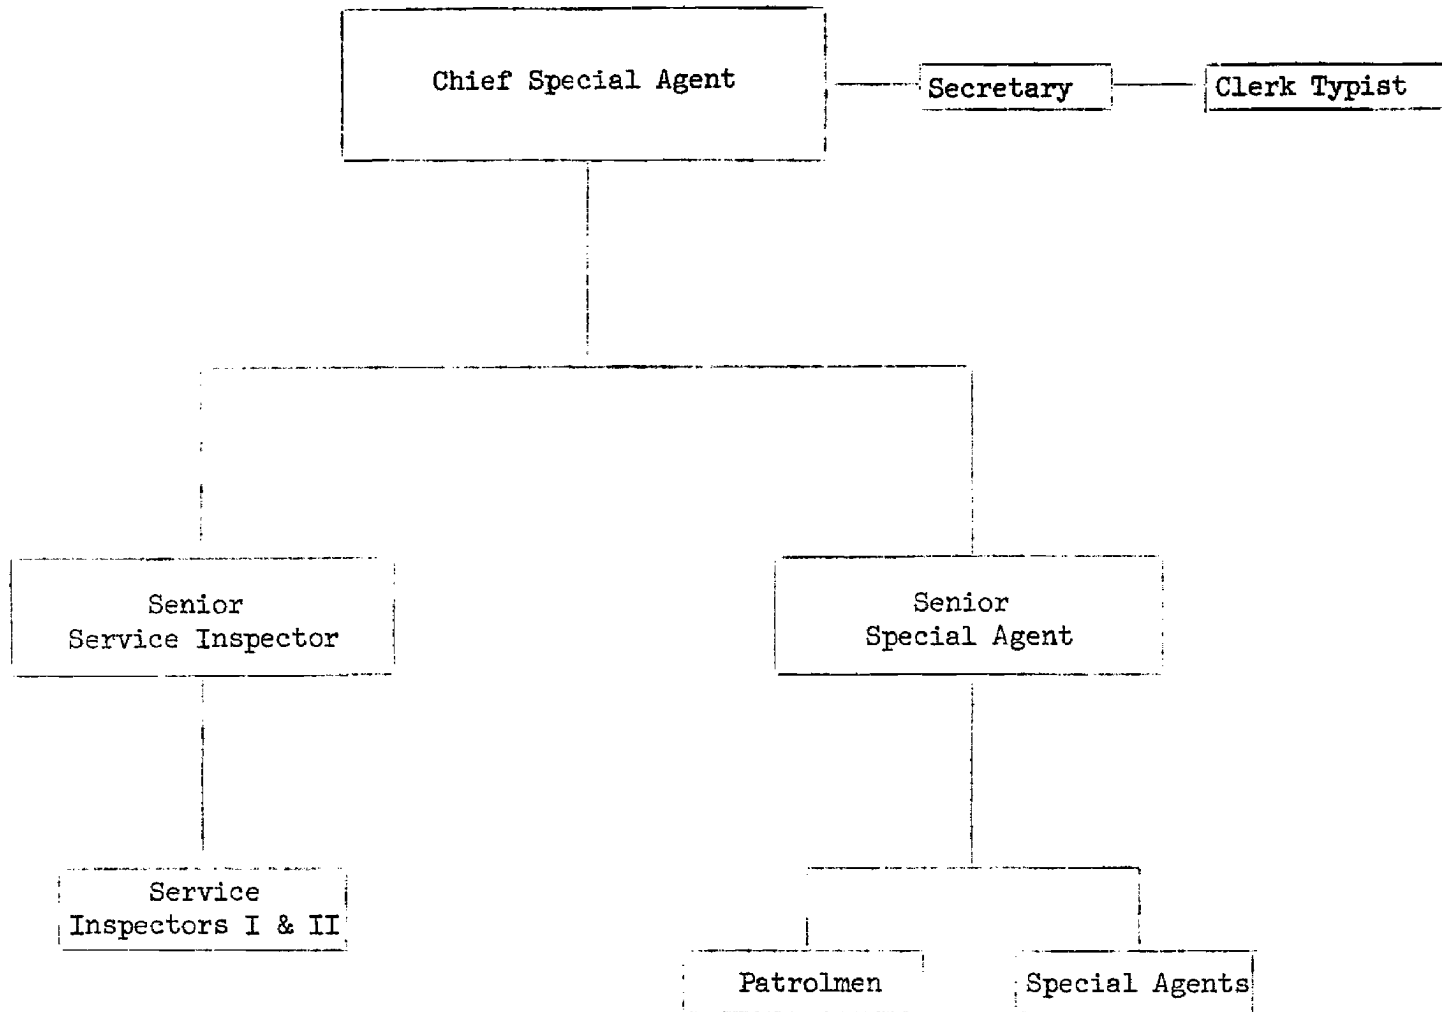 Chief Special Agent
Secretary
Clerk Typist
Senior
Service Inspector
Senior
Special Agent
Service
Inspectors I & II
Patrolmen
Special Agents